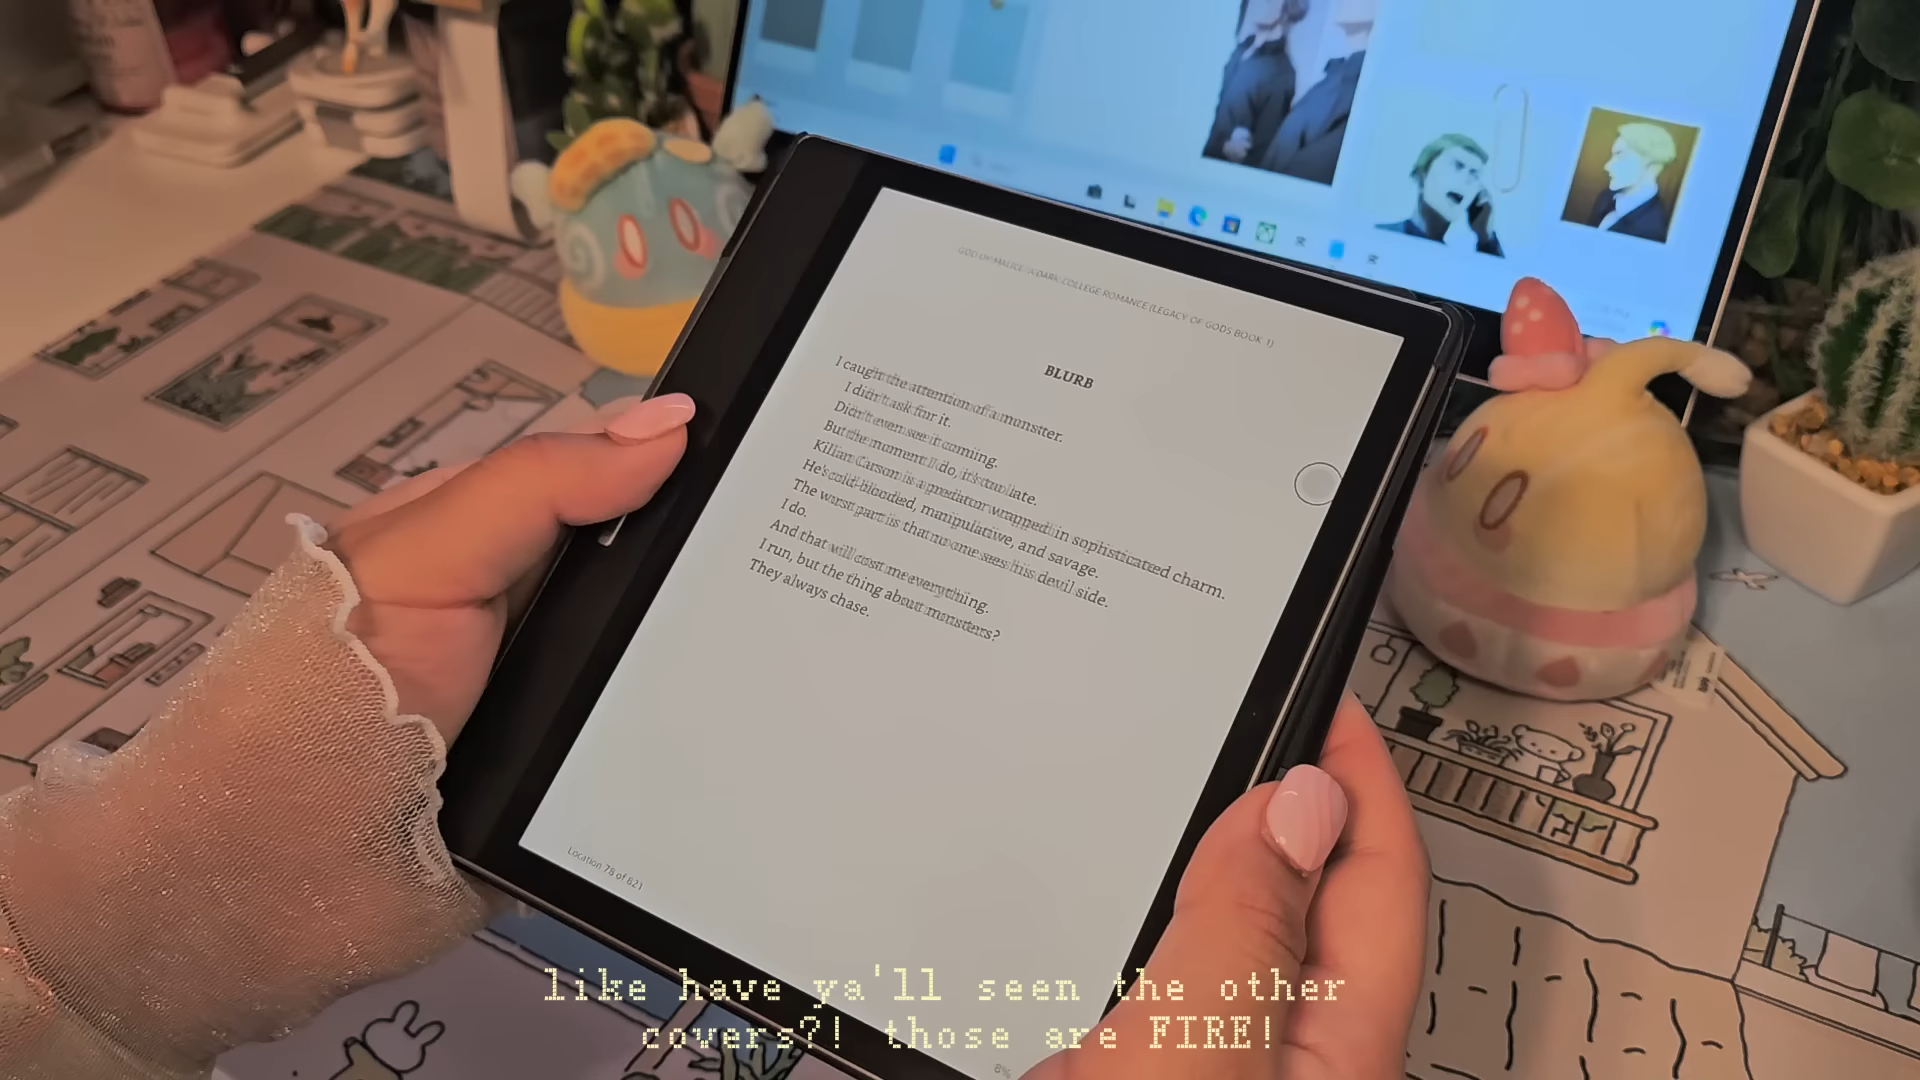 GOD OF MALICE: A DARK COLLEGE ROMANCE (LEGACY OF GODS BOOK 1)
BLURB
I caught the attention of a monster.
I didn't ask for it.
Didn't even see it coming.
But the moment I do, it's too late.
Killian Carson is a predator wrapped in sophisticated charm.
He's cold-blooded, manipulative, and savage.
The worst part is that no one sees his devil side.
I do.
And that will cost me everything.
I run, but the thing about monsters?
They always chase.
Location 78 of 821
8%
like have ya'll seen the other
covers?! those are FIRE!